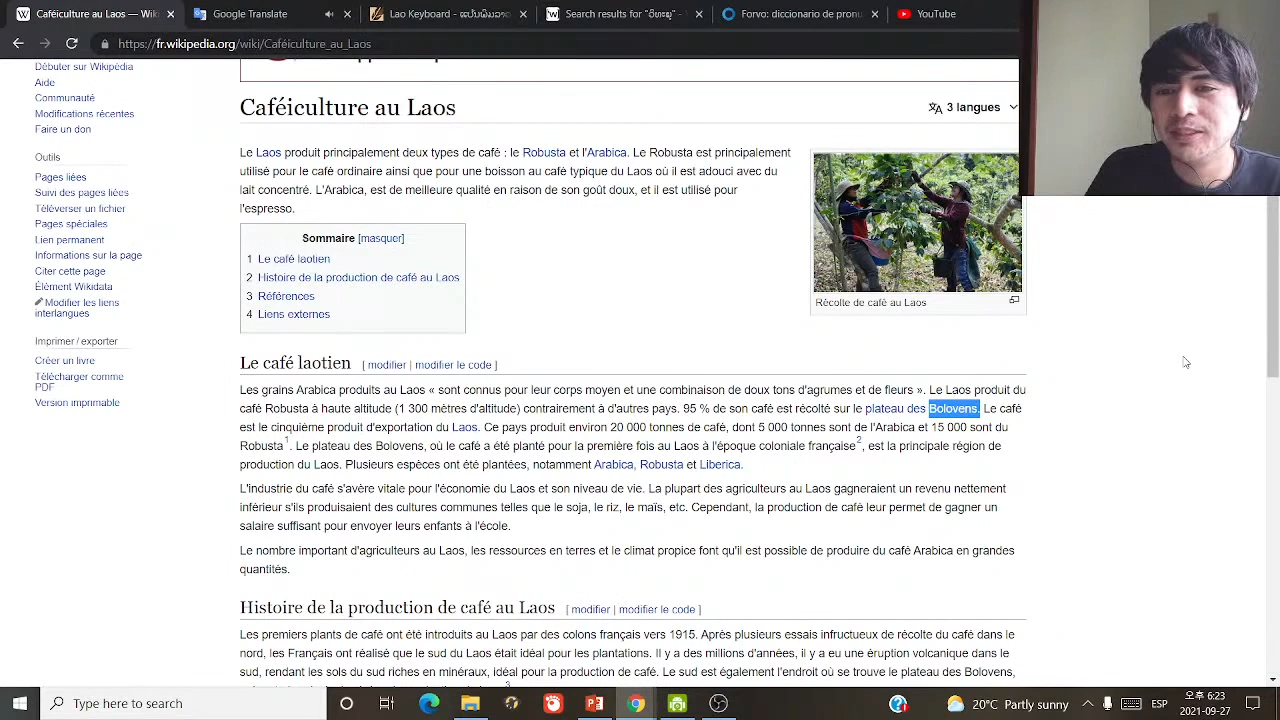 Caféiculture au Laos — Wiki
Google Translate
Lao Keyboard - ແປ້ນພິມລາວ
Search results for "
Forvo: diccionario de pronu
YouTube
https://fr.wikipedia.org/wiki/Caféiculture_au_Laos
Débuter sur Wikipédia
Aide
Communauté
Modifications récentes
Faire un don
Outils
Pages liées
Suivi des pages liées
Téléverser un fichier
Pages spéciales
Lien permanent
Informations sur la page
Citer cette page
Élément Wikidata
Modifier les liens
interlangues
Imprimer / exporter
Créer un livre
Télécharger comme
PDF
Version imprimable
Caféiculture au Laos
3 langues
Le Laos produit principalement deux types de café : le Robusta et l'Arabica. Le Robusta est principalement
utilisé pour le café ordinaire ainsi que pour une boisson au café typique du Laos où il est adouci avec du
lait concentré. L'Arabica, est de meilleure qualité en raison de son goût doux, et il est utilisé pour
l'espresso.
Récolte de café au Laos
Sommaire [masquer]
1 Le café laotien
2 Histoire de la production de café au Laos
3 Références
4 Liens externes
Le café laotien [ modifier | modifier le code ]
Les grains Arabica produits au Laos « sont connus pour leur corps moyen et une combinaison de doux tons d'agrumes et de fleurs ». Le Laos produit du
café Robusta à haute altitude (1 300 mètres d'altitude) contrairement à d'autres pays. 95 % de son café est récolté sur le plateau des Bolovens. Le café
est le cinquième produit d'exportation du Laos. Ce pays produit environ 20 000 tonnes de café, dont 5 000 tonnes sont de l'Arabica et 15 000 sont du
Robusta1. Le plateau des Bolovens, où le café a été planté pour la première fois au Laos à l'époque coloniale française2, est la principale région de
production du Laos. Plusieurs espèces ont été plantées, notamment Arabica, Robusta et Liberica.
L'industrie du café s'avère vitale pour l'économie du Laos et son niveau de vie. La plupart des agriculteurs au Laos gagneraient un revenu nettement
inférieur s'ils produisaient des cultures communes telles que le soja, le riz, le maïs, etc. Cependant, la production de café leur permet de gagner un
salaire suffisant pour envoyer leurs enfants à l'école.
Le nombre important d'agriculteurs au Laos, les ressources en terres et le climat propice font qu'il est possible de produire du café Arabica en grandes
quantités.
Histoire de la production de café au Laos [ modifier | modifier le code ]
Les premiers plants de café ont été introduits au Laos par des colons français vers 1915. Après plusieurs essais infructueux de récolte du café dans le
nord, les Français ont réalisé que le sud du Laos était idéal pour les plantations. Il y a des millions d'années, il y a eu une éruption volcanique dans le
sud, rendant les sols du sud riches en minéraux, idéal pour la production de café. Le sud est également l'endroit où se trouve le plateau des Bolovens,
3
Type here to search
20°C Partly sunny
ESP
오후 6:23
2021-09-27